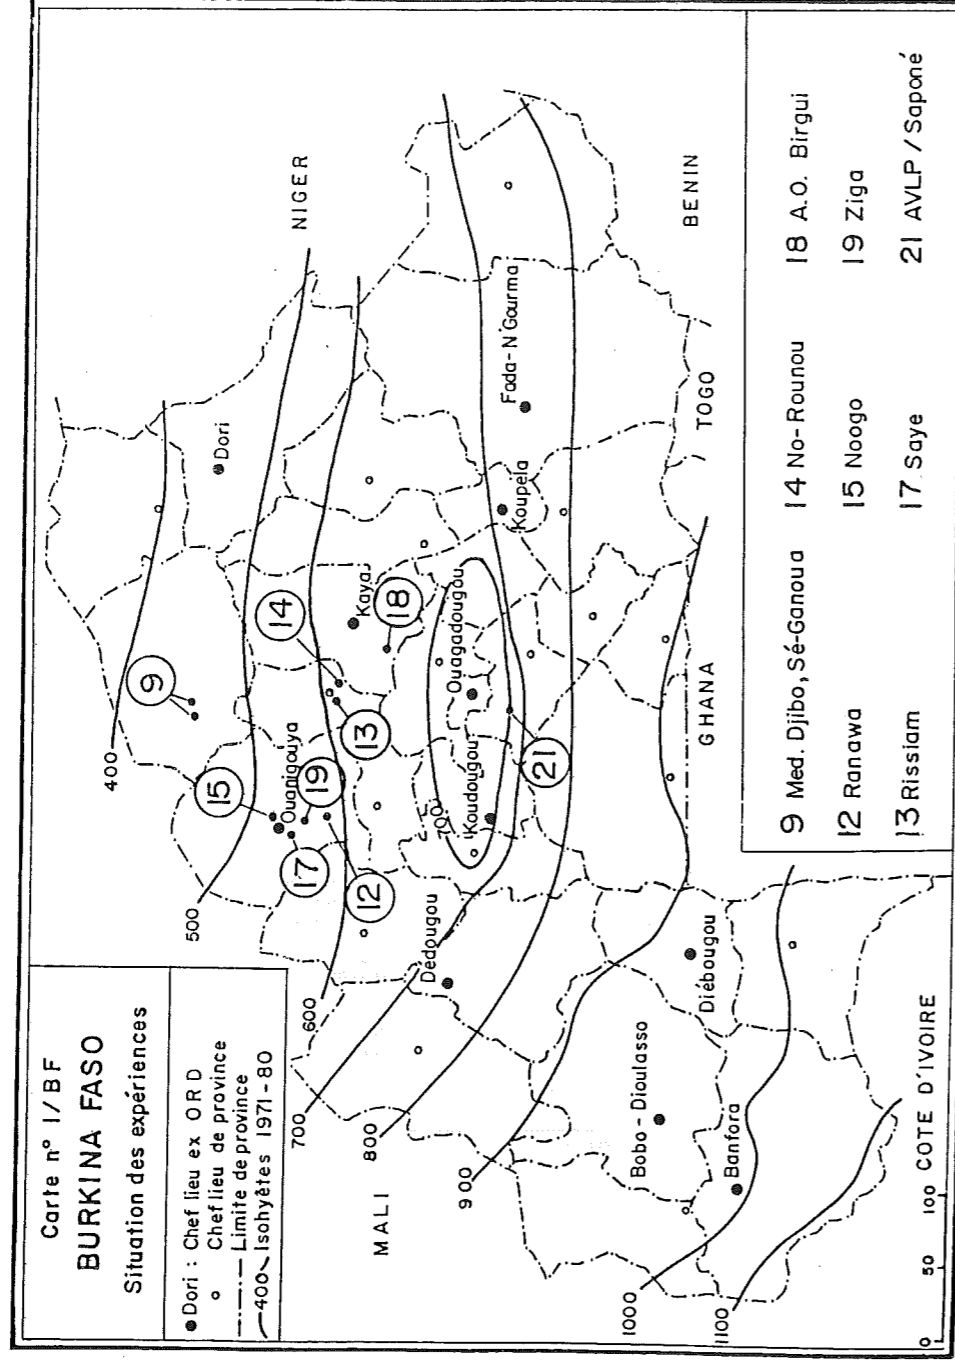 Carte n° 1/BF
BURKINA FASO
Situation des expériences
Dori : Chef lieu ex ORD
Chef lieu de province
Limite de province
400 Isohyètes 1971-80
MALI
NIGER
BENIN
TOGO
GHANA
COTE D'IVOIRE
400
500
600
700
800
900
1000
1100
700
?
Dori
Ouanigouya
Kaya
Ouagadougou
Koudougou
Koupela
Fada-N'Gourma
Dédougou
Diébougou
Bobo-Dioulasso
Banfora
9
15
14
19
17
13
18
12
21
0 50 100
9 Med. Djibo, Sé-Ganoua 14 No-Rounou 18 A.O. Birgui
12 Ranawa 15 Noogo 19 Ziga
13 Rissiam 17 Saye 21 AVLP / Saponé